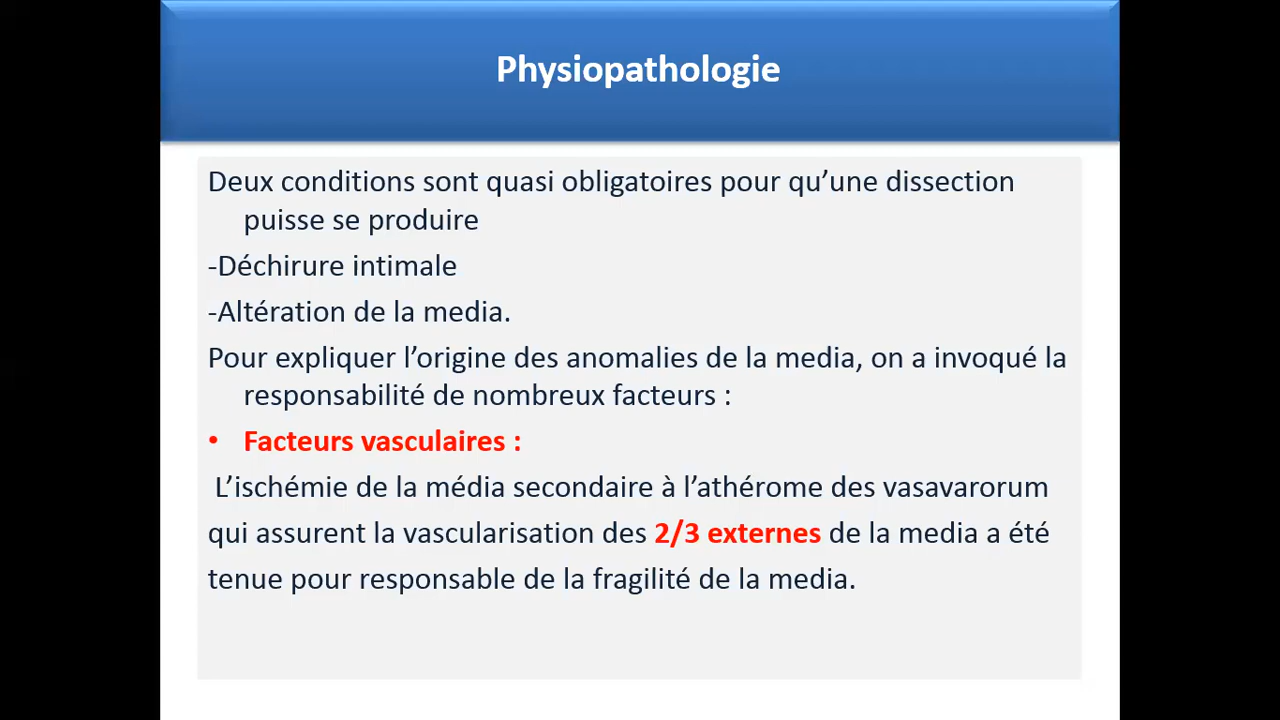 Physiopathologie
Deux conditions sont quasi obligatoires pour qu’une dissection
puisse se produire
-Déchirure intimale
-Altération de la media.
Pour expliquer l’origine des anomalies de la media, on a invoqué la
responsabilité de nombreux facteurs :
• Facteurs vasculaires :
L’ischémie de la média secondaire à l’athérome des vasavarorum
qui assurent la vascularisation des 2/3 externes de la media a été
tenue pour responsable de la fragilité de la media.